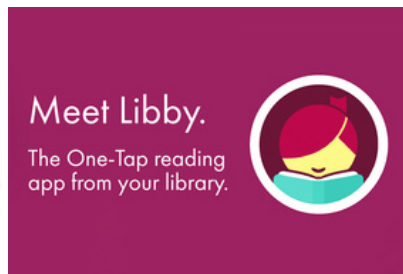 Meet Libby.
The One-Tap reading
app from your library.